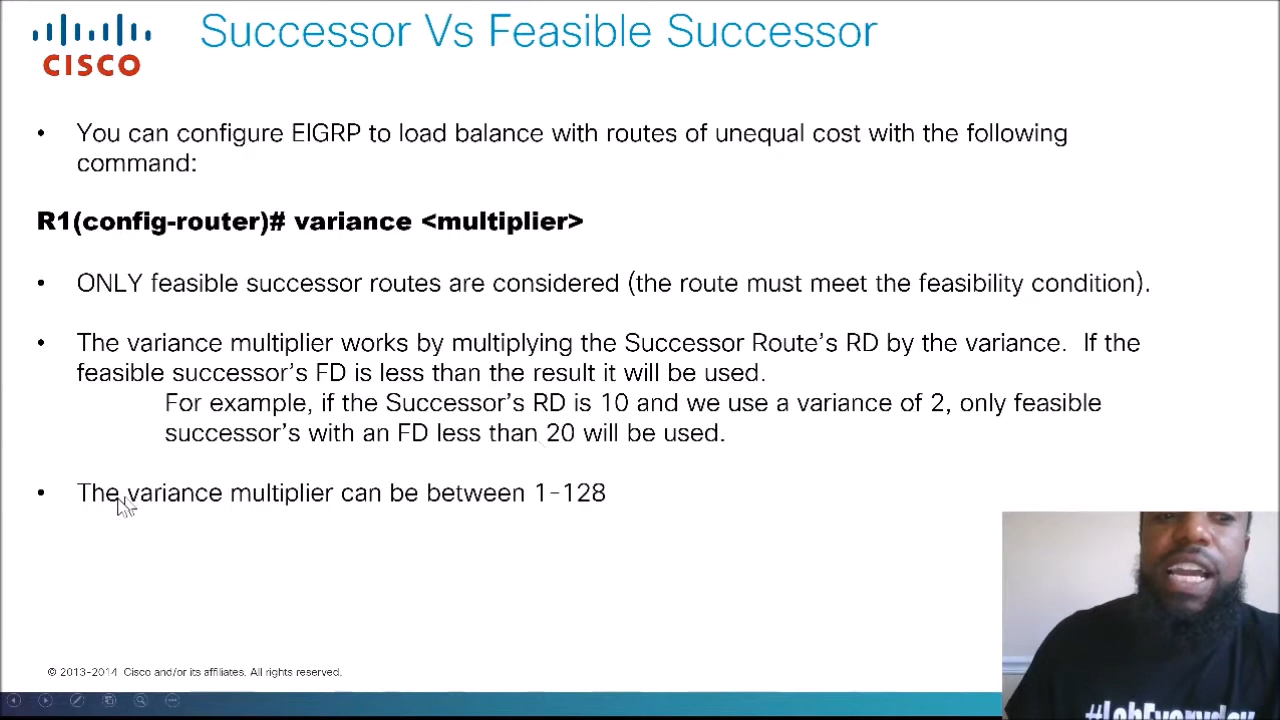 Successor Vs Feasible Successor
CISCO
• You can configure EIGRP to load balance with routes of unequal cost with the following
command:
R1(config-router)# variance <multiplier>
• ONLY feasible successor routes are considered (the route must meet the feasibility condition).
• The variance multiplier works by multiplying the Successor Route's RD by the variance. If the
feasible successor's FD is less than the result it will be used.
For example, if the Successor's RD is 10 and we use a variance of 2, only feasible
successor's with an FD less than 20 will be used.
• The variance multiplier can be between 1-128
© 2013-2014 Cisco and/or its affiliates. All rights reserved.
#LabEveryday